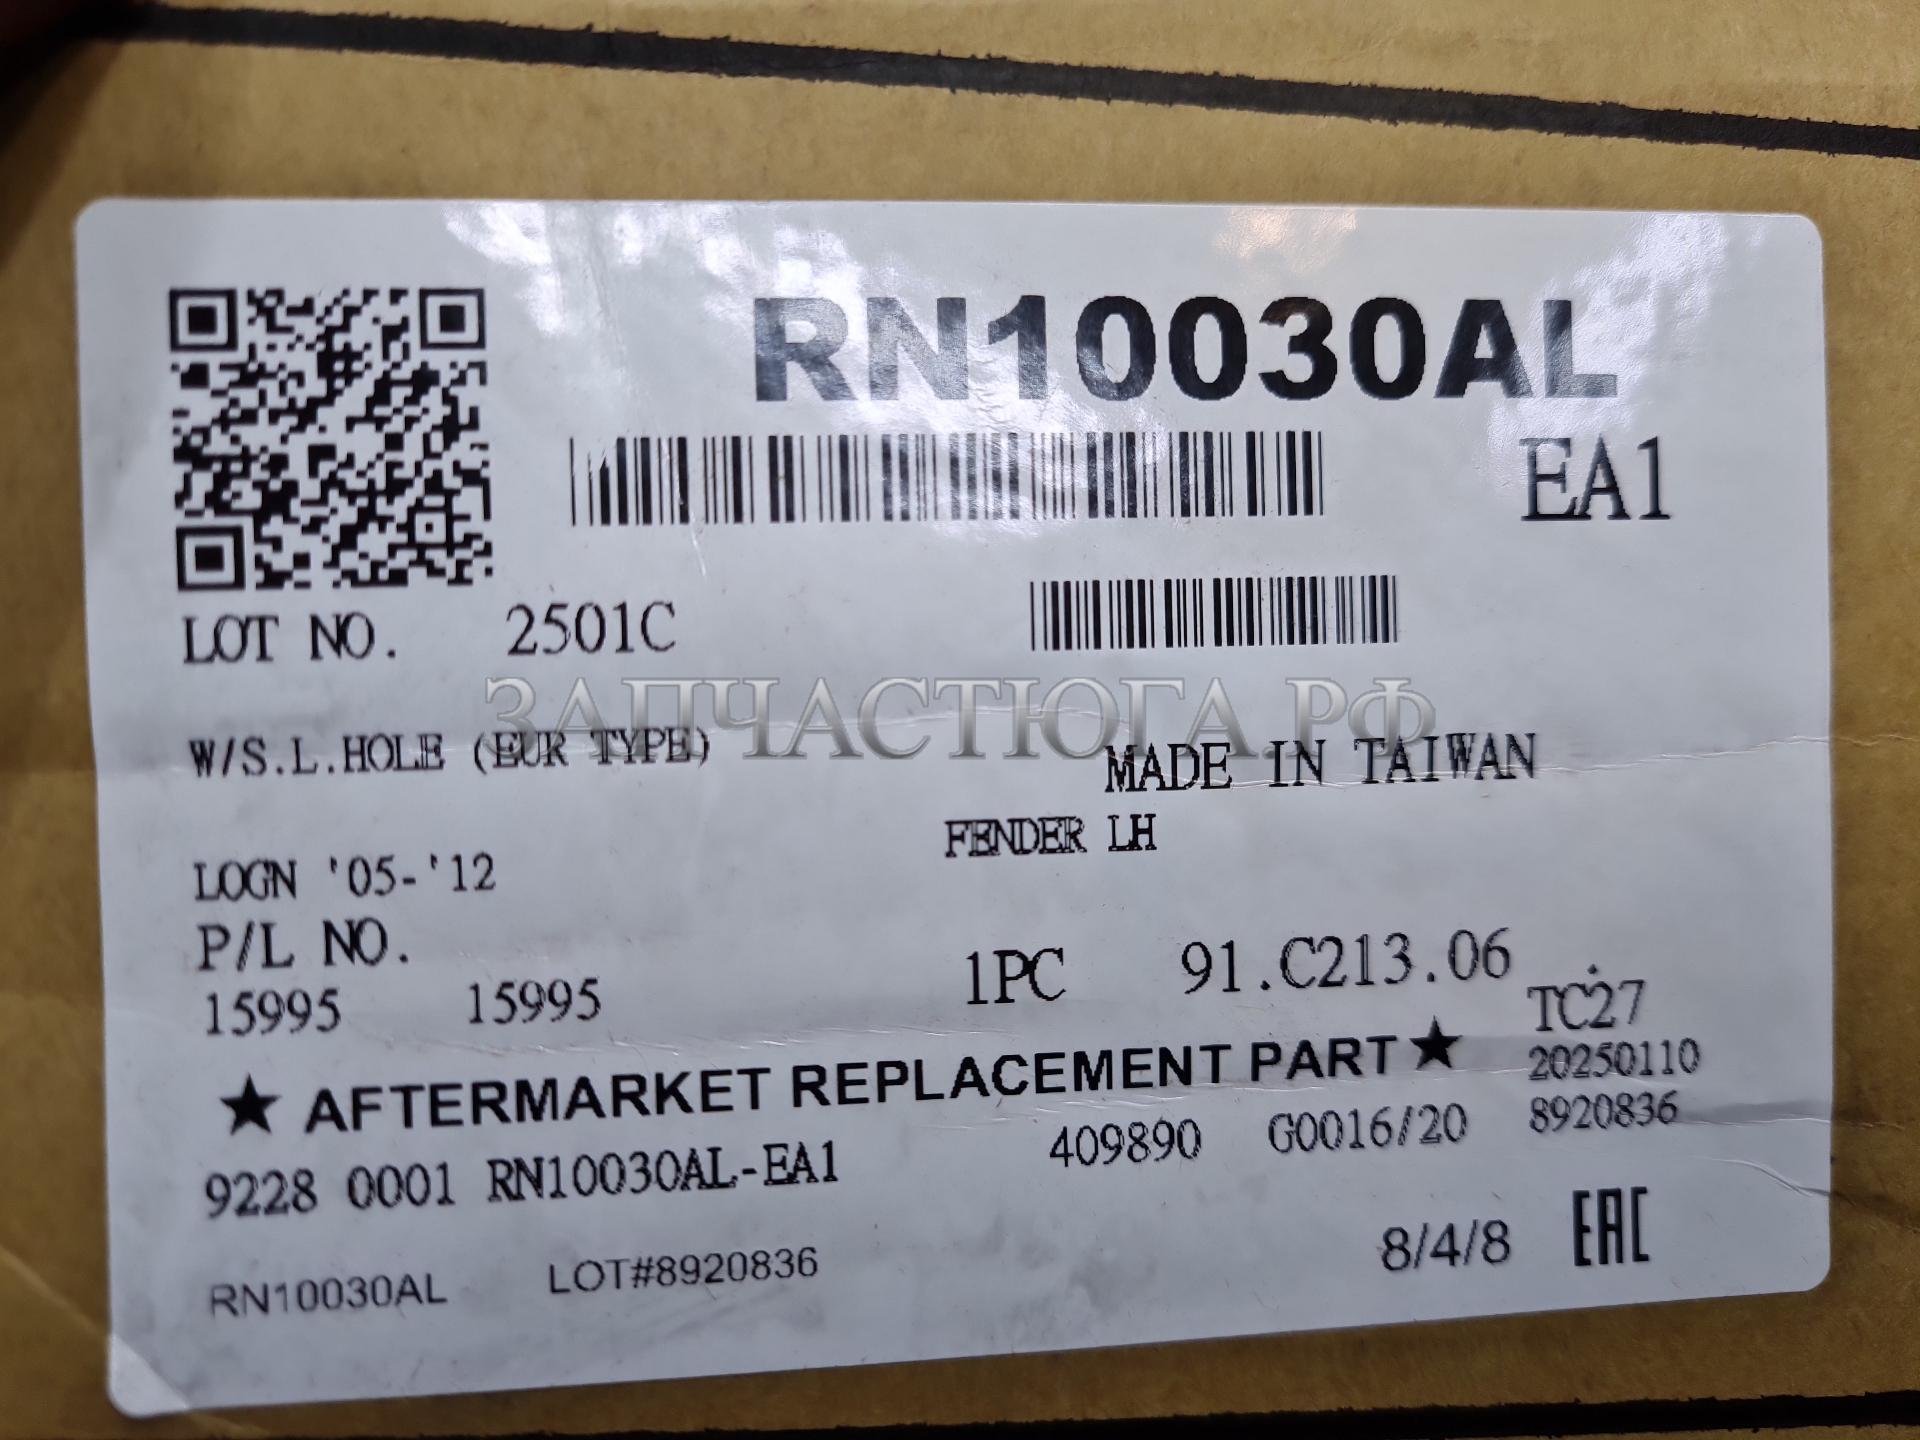 RN10030AL
EA1
LOT NO. 2501C
ЗАПЧАСТЮГА.РФ
W/S.L.HOLE (EUR TYPE)
MADE IN TAIWAN
FENDER LH
LOGN '05-'12
P/L NO.
15995 15995
1PC 91.C213.06
TC27
★ AFTERMARKET REPLACEMENT PART ★
20250110
9228 0001 RN10030AL-EA1 409890 G0016/20 8920836
RN10030AL LOT#8920836 8/4/8 EAC